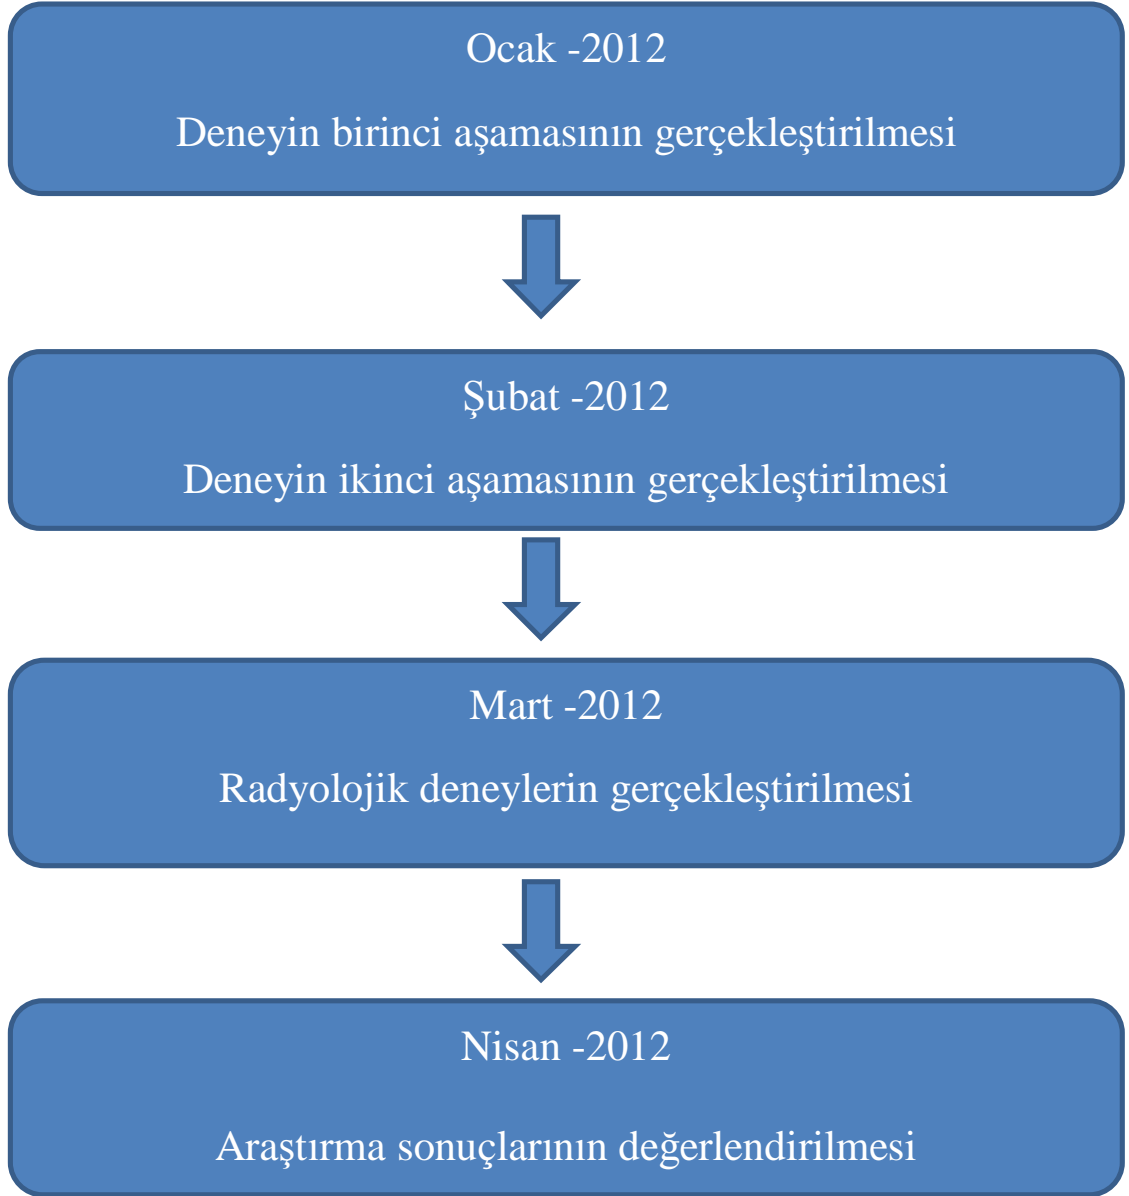 Ocak -2012
Deneyin birinci aşamasının gerçekleştirilmesi
Şubat -2012
Deneyin ikinci aşamasının gerçekleştirilmesi
Mart -2012
Radyolojik deneylerin gerçekleştirilmesi
Nisan -2012
Araştırma sonuçlarının değerlendirilmesi